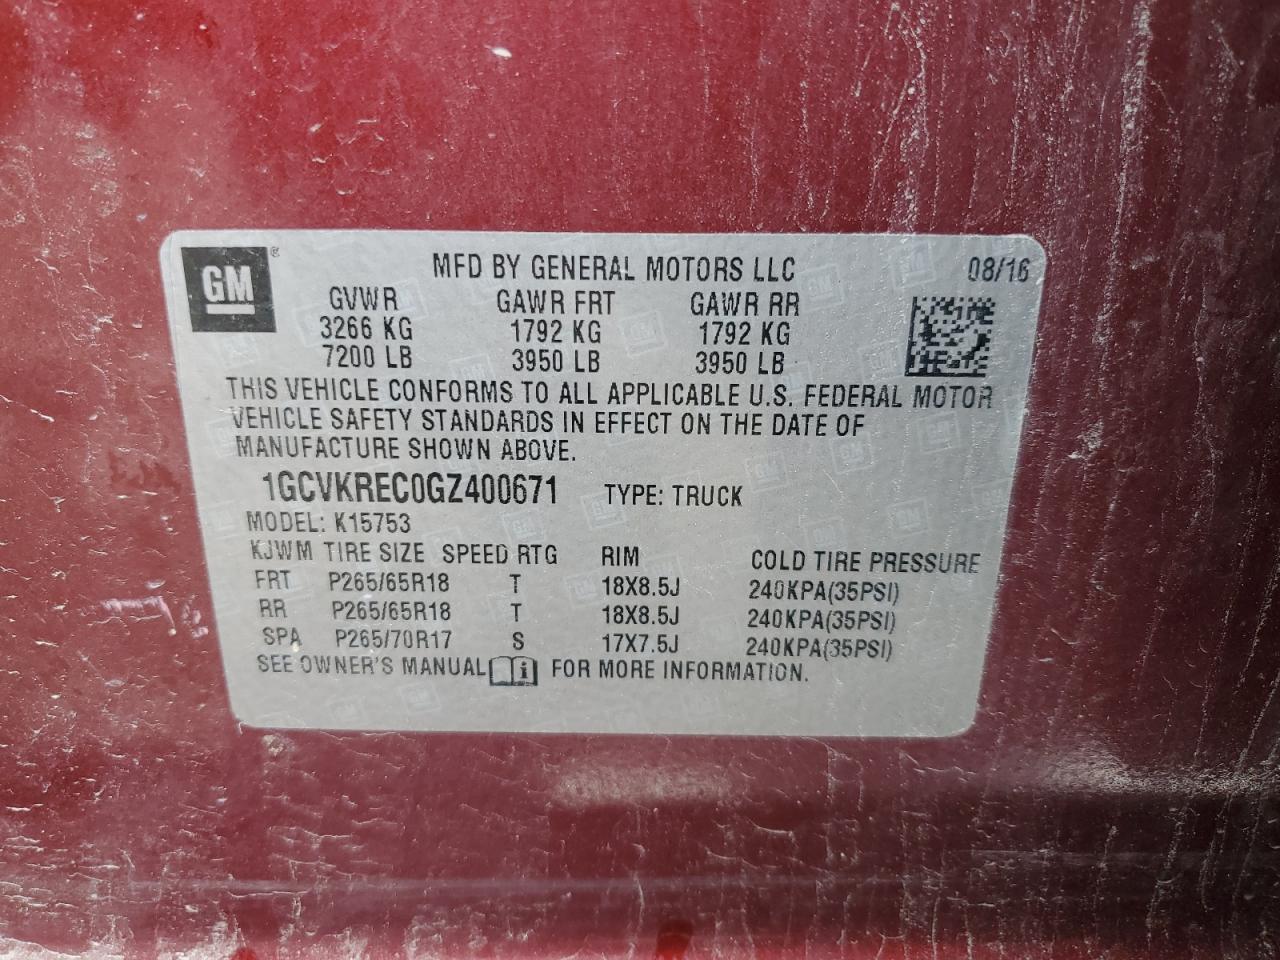 GM ® MFD BY GENERAL MOTORS LLC 08/16
GVWR GAWR FRT GAWR RR
3266 KG 1792 KG 1792 KG
7200 LB 3950 LB 3950 LB
THIS VEHICLE CONFORMS TO ALL APPLICABLE U.S. FEDERAL MOTOR
VEHICLE SAFETY STANDARDS IN EFFECT ON THE DATE OF
MANUFACTURE SHOWN ABOVE.
1GCVKREC0GZ400671 TYPE: TRUCK
MODEL: K15753
KJWM TIRE SIZE SPEED RTG RIM COLD TIRE PRESSURE
FRT P265/65R18 T 18X8.5J 240KPA(35PSI)
RR P265/65R18 T 18X8.5J 240KPA(35PSI)
SPA P265/70R17 S 17X7.5J 240KPA(35PSI)
SEE OWNER'S MANUAL i FOR MORE INFORMATION.